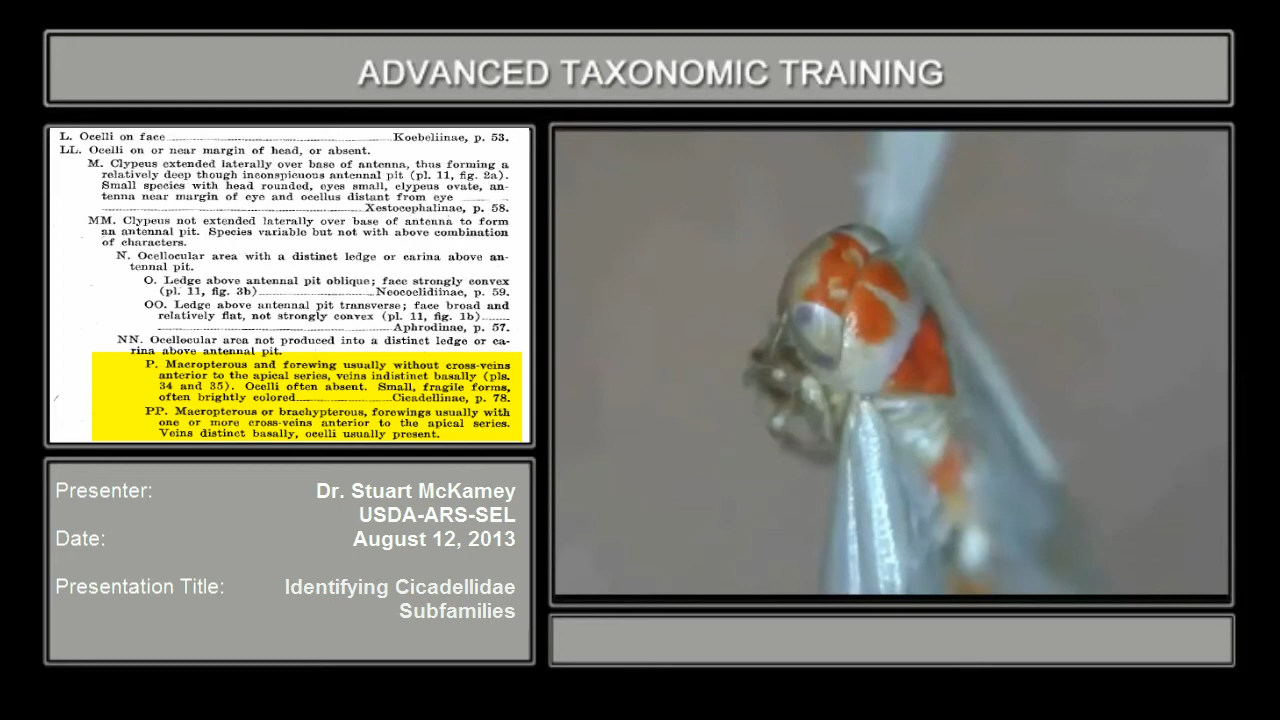 ADVANCED TAXONOMIC TRAINING
L. Ocelli on face Koebeliinae, p. 53.
LL. Ocelli on or near margin of head, or absent.
M. Clypeus extended laterally over base of antenna, thus forming a
relatively deep though inconspicuous antennal pit (pl. 11, fig. 2a).
Small species with head rounded, eyes small, clypeus ovate, an-
tenna near margin of eye and ocellus distant from eye
Xestocephalinae, p. 58.
MM. Clypeus not extended laterally over base of antenna to form
an antennal pit. Species variable but not with above combination
of characters.
N. Ocellocular area with a distinct ledge or carina above an-
tennal pit.
O. Ledge above antennal pit oblique; face strongly convex
(pl. 11, fig. 3b) Neocoelidiinae, p. 59.
OO. Ledge above antennal pit transverse; face broad and
relatively flat, not strongly convex (pl. 11, fig. 1b)
Aphrodinae, p. 57.
NN. Ocellocular area not produced into a distinct ledge or ca-
rina above antennal pit.
P. Macropterous and forewing usually without cross-veins
anterior to the apical series, veins indistinct basally (pls.
34 and 35). Ocelli often absent. Small, fragile forms,
often brightly colored Cicadellinae, p. 78.
PP. Macropterous or brachypterous, forewings usually with
one or more cross-veins anterior to the apical series.
Veins distinct basally, ocelli usually present.
Presenter: Dr. Stuart McKamey
USDA-ARS-SEL
Date: August 12, 2013
Presentation Title: Identifying Cicadellidae
Subfamilies